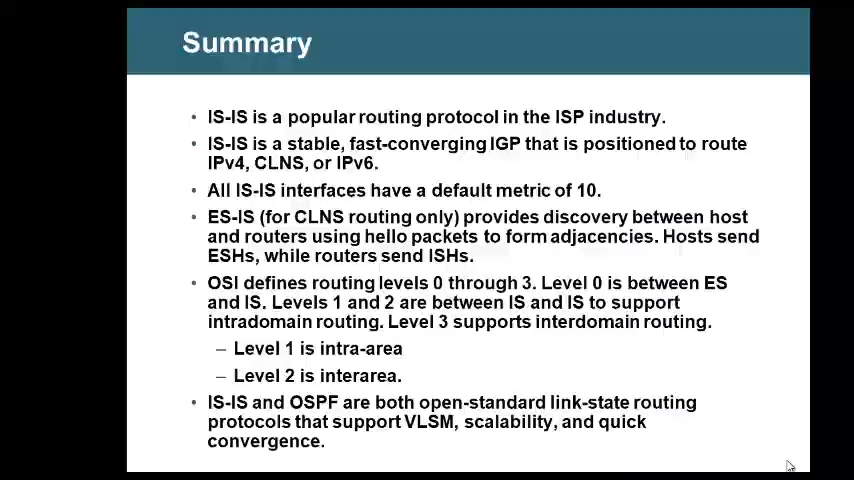 Summary
• IS-IS is a popular routing protocol in the ISP industry.
• IS-IS is a stable, fast-converging IGP that is positioned to route
IPv4, CLNS, or IPv6.
• All IS-IS interfaces have a default metric of 10.
• ES-IS (for CLNS routing only) provides discovery between host
and routers using hello packets to form adjacencies. Hosts send
ESHs, while routers send ISHs.
• OSI defines routing levels 0 through 3. Level 0 is between ES
and IS. Levels 1 and 2 are between IS and IS to support
intradomain routing. Level 3 supports interdomain routing.
– Level 1 is intra-area
– Level 2 is interarea.
• IS-IS and OSPF are both open-standard link-state routing
protocols that support VLSM, scalability, and quick
convergence.